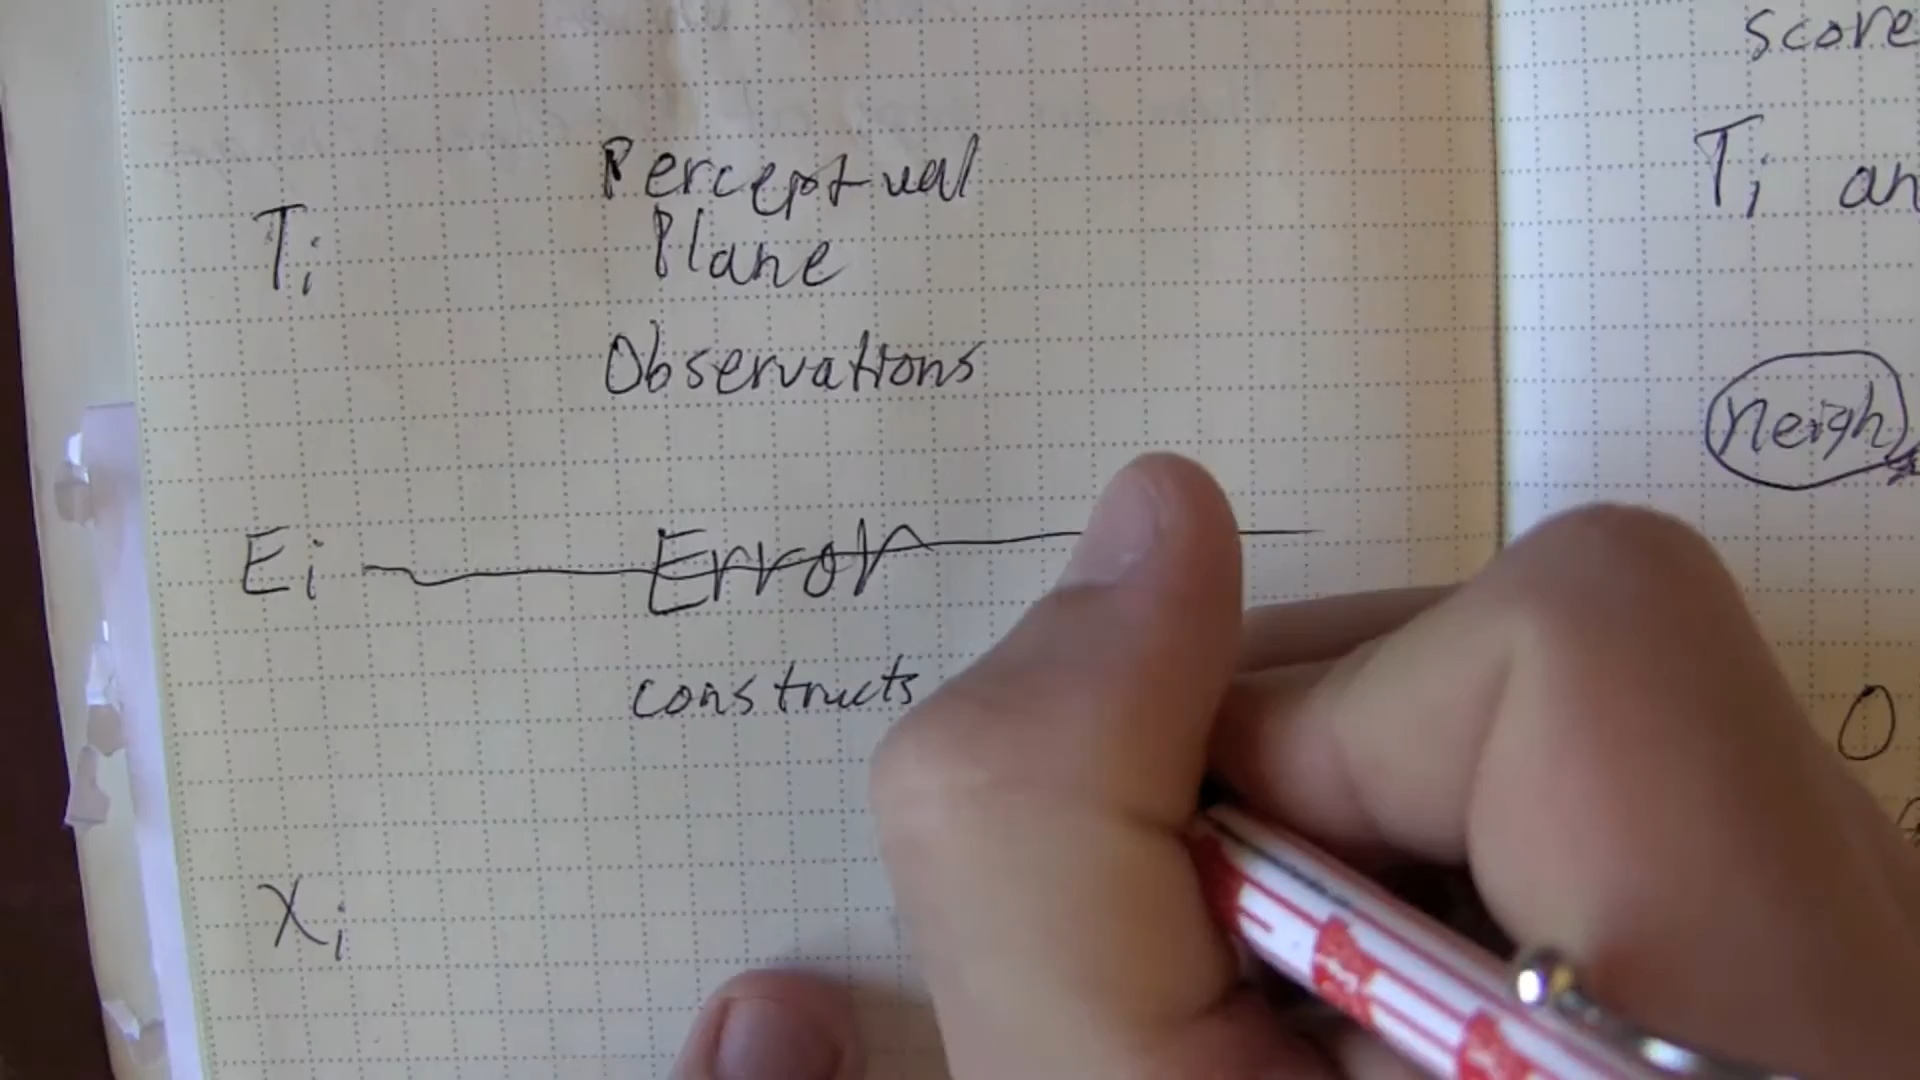 Perceptual
Plane
Ti
Observations
Ei Error
constructs
Xi
score
Ti an
neigh
0